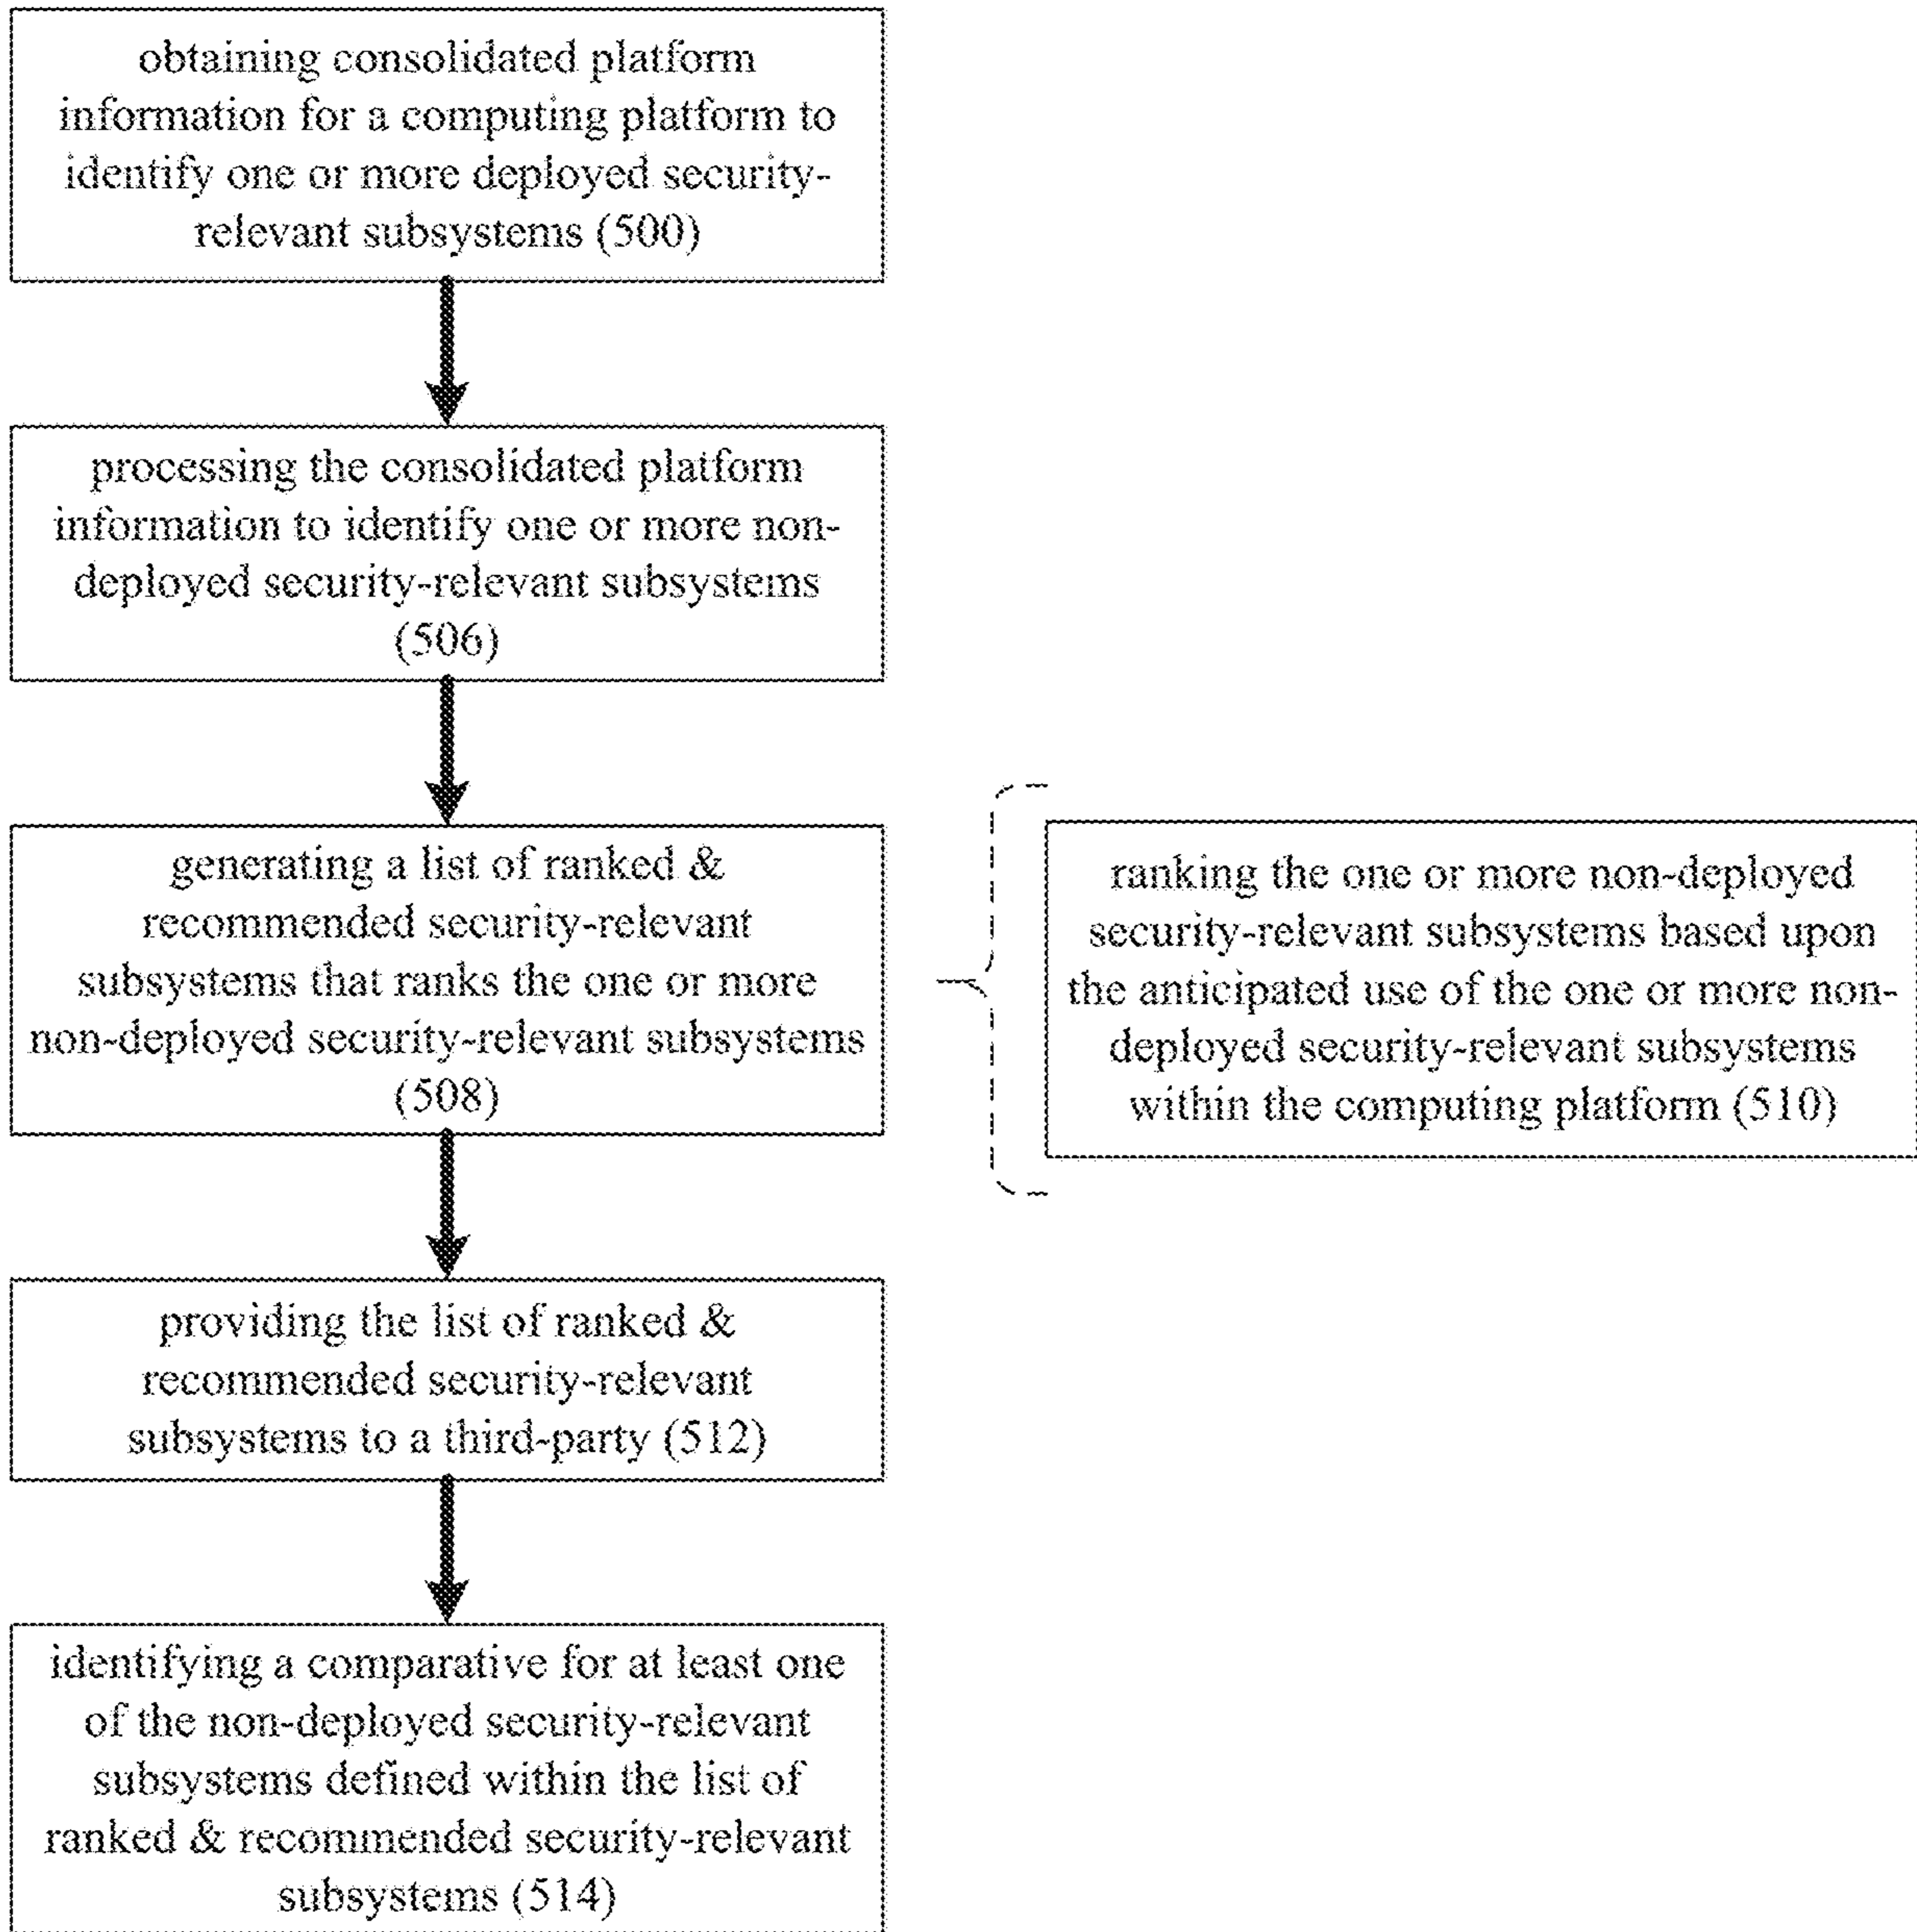 obtaining consolidated platform
information for a computing platform to
identify one or more deployed security-
relevant subsystems (500)
processing the consolidated platform
information to identify one or more non-
deployed security-relevant subsystems
(506)
generating a list of ranked &
recommended security-relevant
subsystems that ranks the one or more
non-deployed security-relevant subsystems
(508)
ranking the one or more non-deployed
security-relevant subsystems based upon
the anticipated use of the one or more non-
deployed security-relevant subsystems
within the computing platform (510)
providing the list of ranked &
recommended security-relevant
subsystems to a third-party (512)
identifying a comparative for at least one
of the non-deployed security-relevant
subsystems defined within the list of
ranked & recommended security-relevant
subsystems (514)